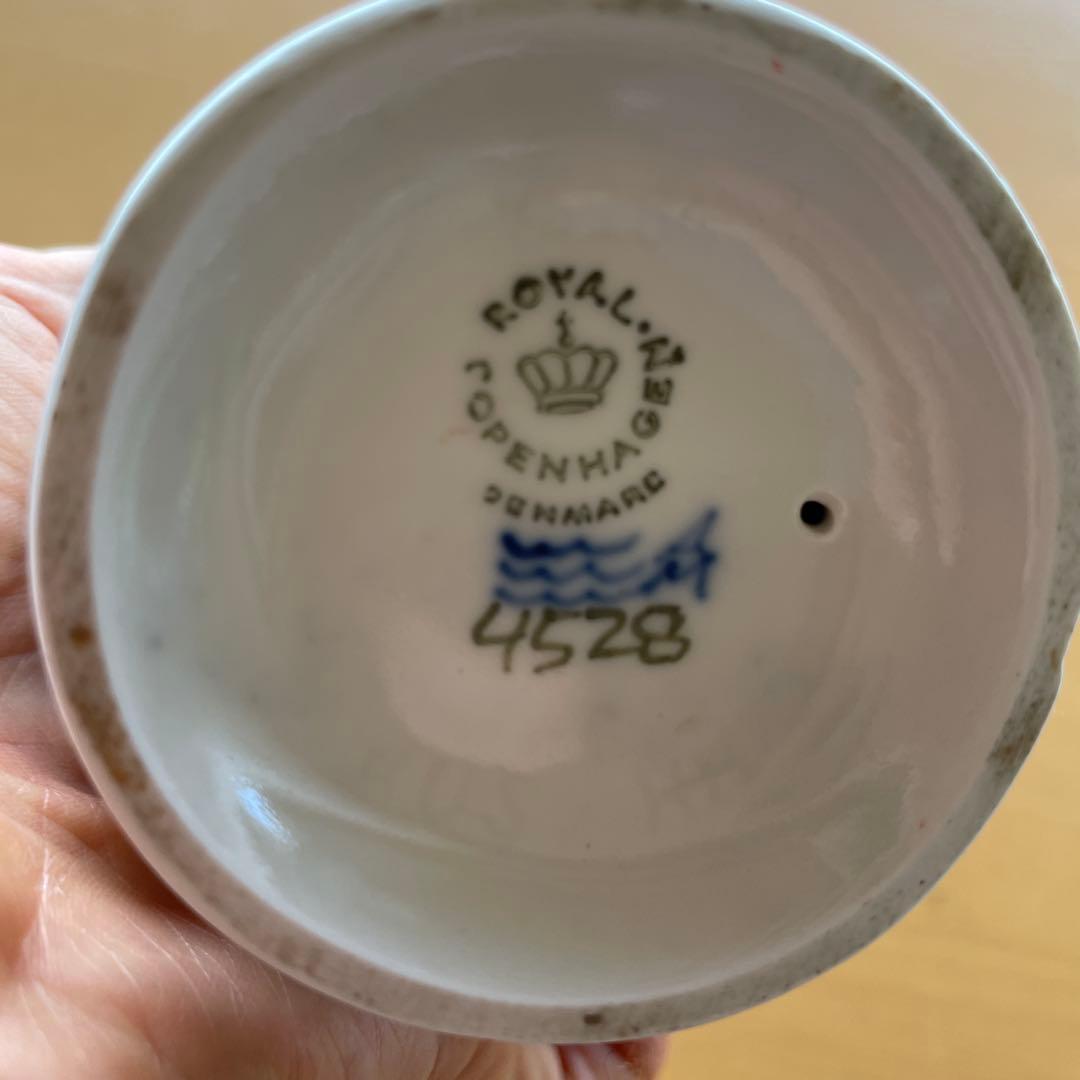 ROYAL.
COPENHAGEN
DENMARK
4528